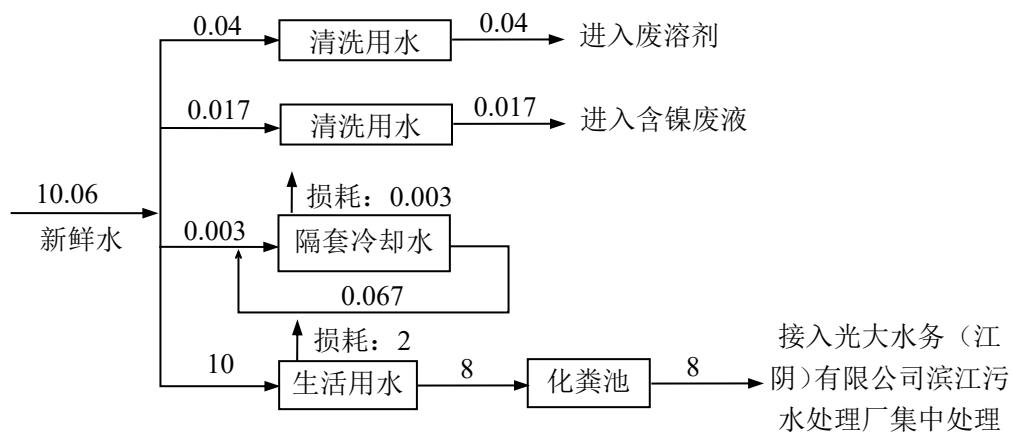 0.04
清洗用水
0.04
进入废溶剂
0.017
清洗用水
0.017
进入含镍废液
10.06
新鲜水
损耗：0.003
0.003
隔套冷却水
0.067
损耗：2
10
生活用水
8
化粪池
8
接入光大水务（江
阴）有限公司滨江污
水处理厂集中处理